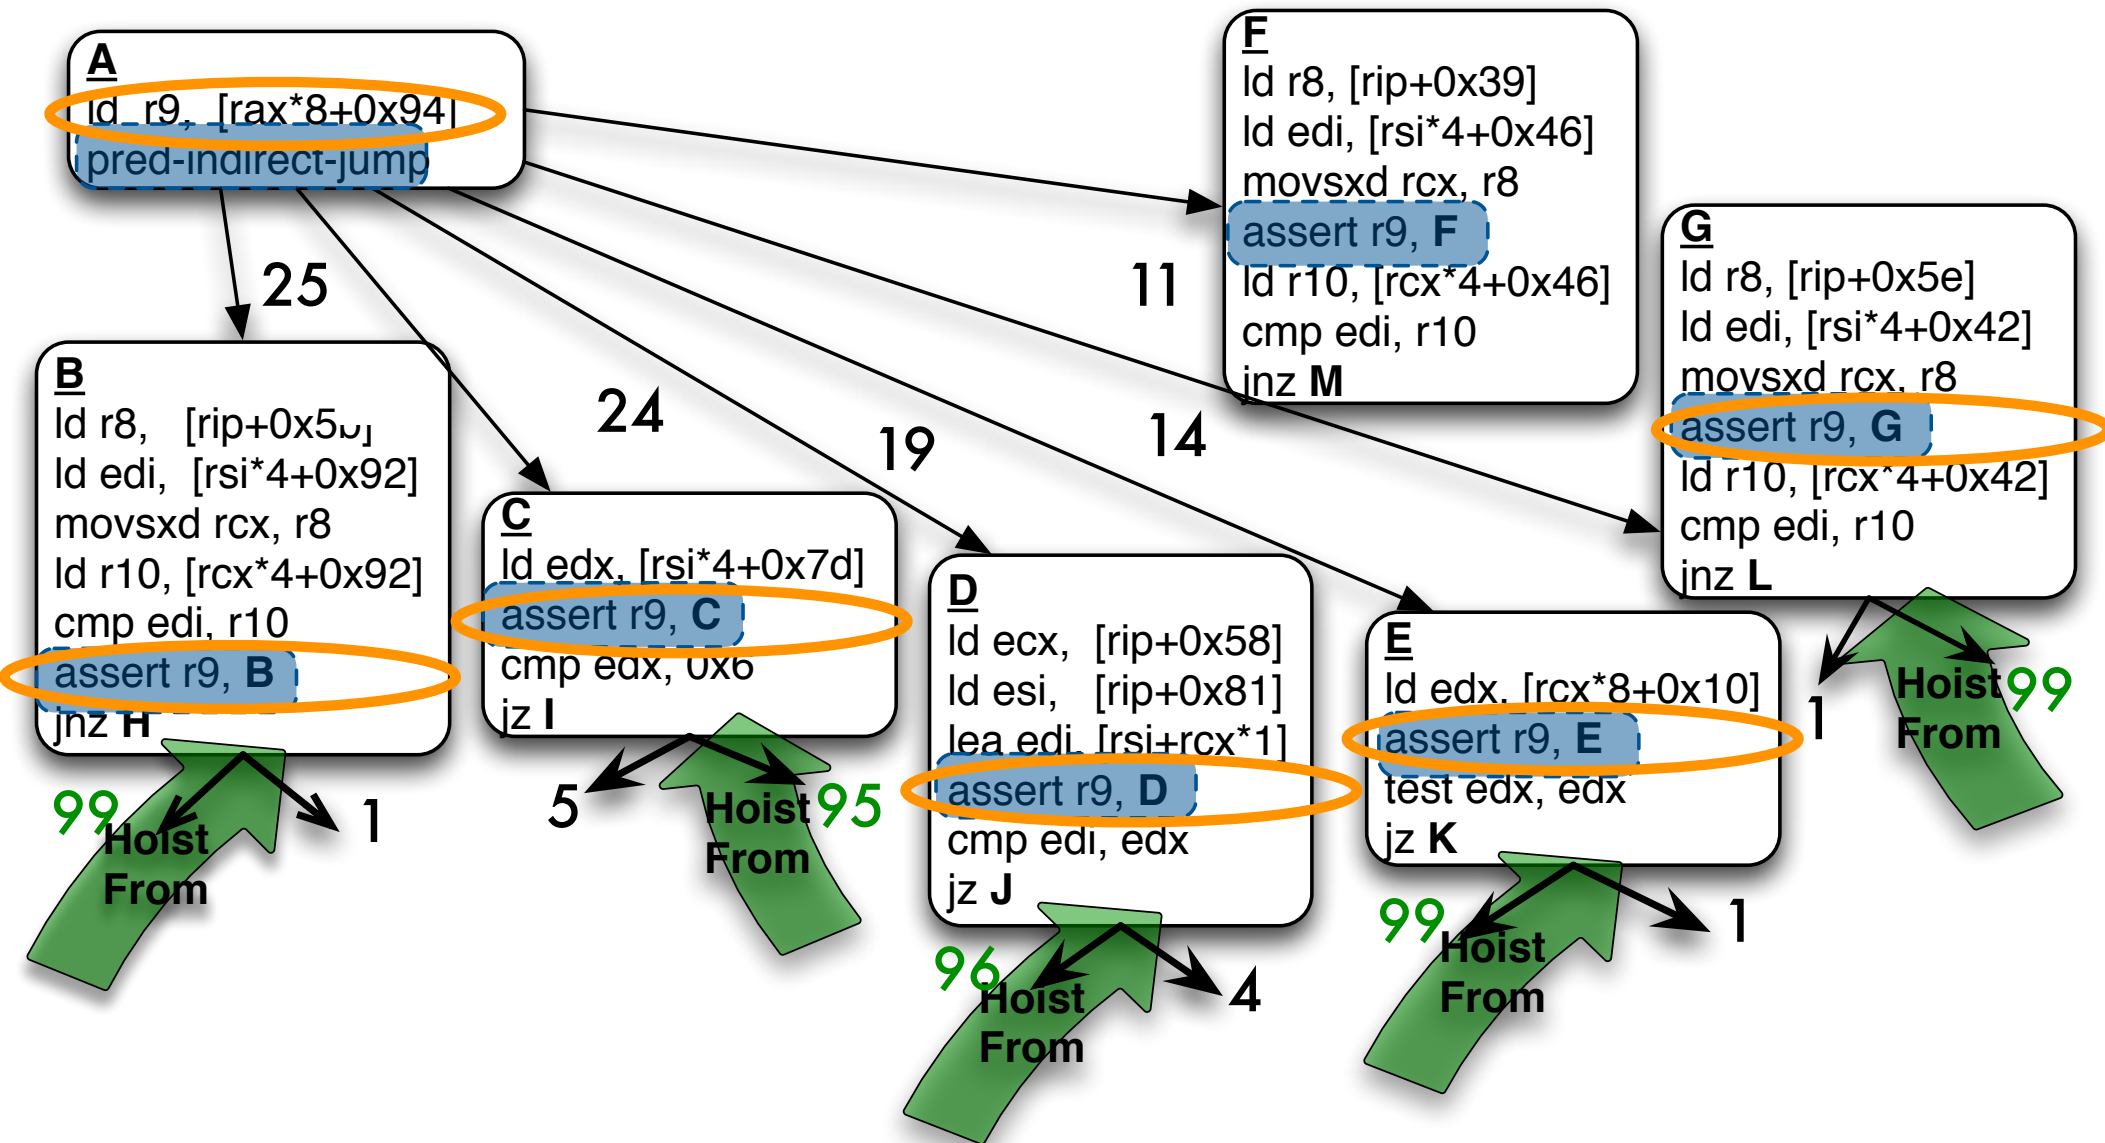 A
ld r9, [rax*8+0x94]
pred-indirect-jump
F
ld r8, [rip+0x39]
ld edi, [rsi*4+0x46]
movsxd rcx, r8
assert r9, F
ld r10, [rcx*4+0x46]
cmp edi, r10
jnz M
G
ld r8, [rip+0x5e]
ld edi, [rsi*4+0x42]
movsxd rcx, r8
assert r9, G
ld r10, [rcx*4+0x42]
cmp edi, r10
jnz L
25
24
19
14
11
B
ld r8, [rip+0x5b]
ld edi, [rsi*4+0x92]
movsxd rcx, r8
ld r10, [rcx*4+0x92]
cmp edi, r10
assert r9, B
jnz H
C
ld edx, [rsi*4+0x7d]
assert r9, C
cmp edx, 0x6
jz I
D
ld ecx, [rip+0x58]
ld esi, [rip+0x81]
lea edi, [rsi+rcx*1]
assert r9, D
cmp edi, edx
jz J
E
ld edx, [rcx*8+0x10]
assert r9, E
test edx, edx
jz K
99
Hoist
From
1
5
Hoist
From
95
96
Hoist
From
4
99
Hoist
From
1
1
Hoist
From
99